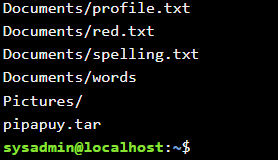 Documents/profile.txt
Documents/red.txt
Documents/spelling.txt
Documents/words
Pictures/
pipapuy.tar
sysadmin@localhost:~$